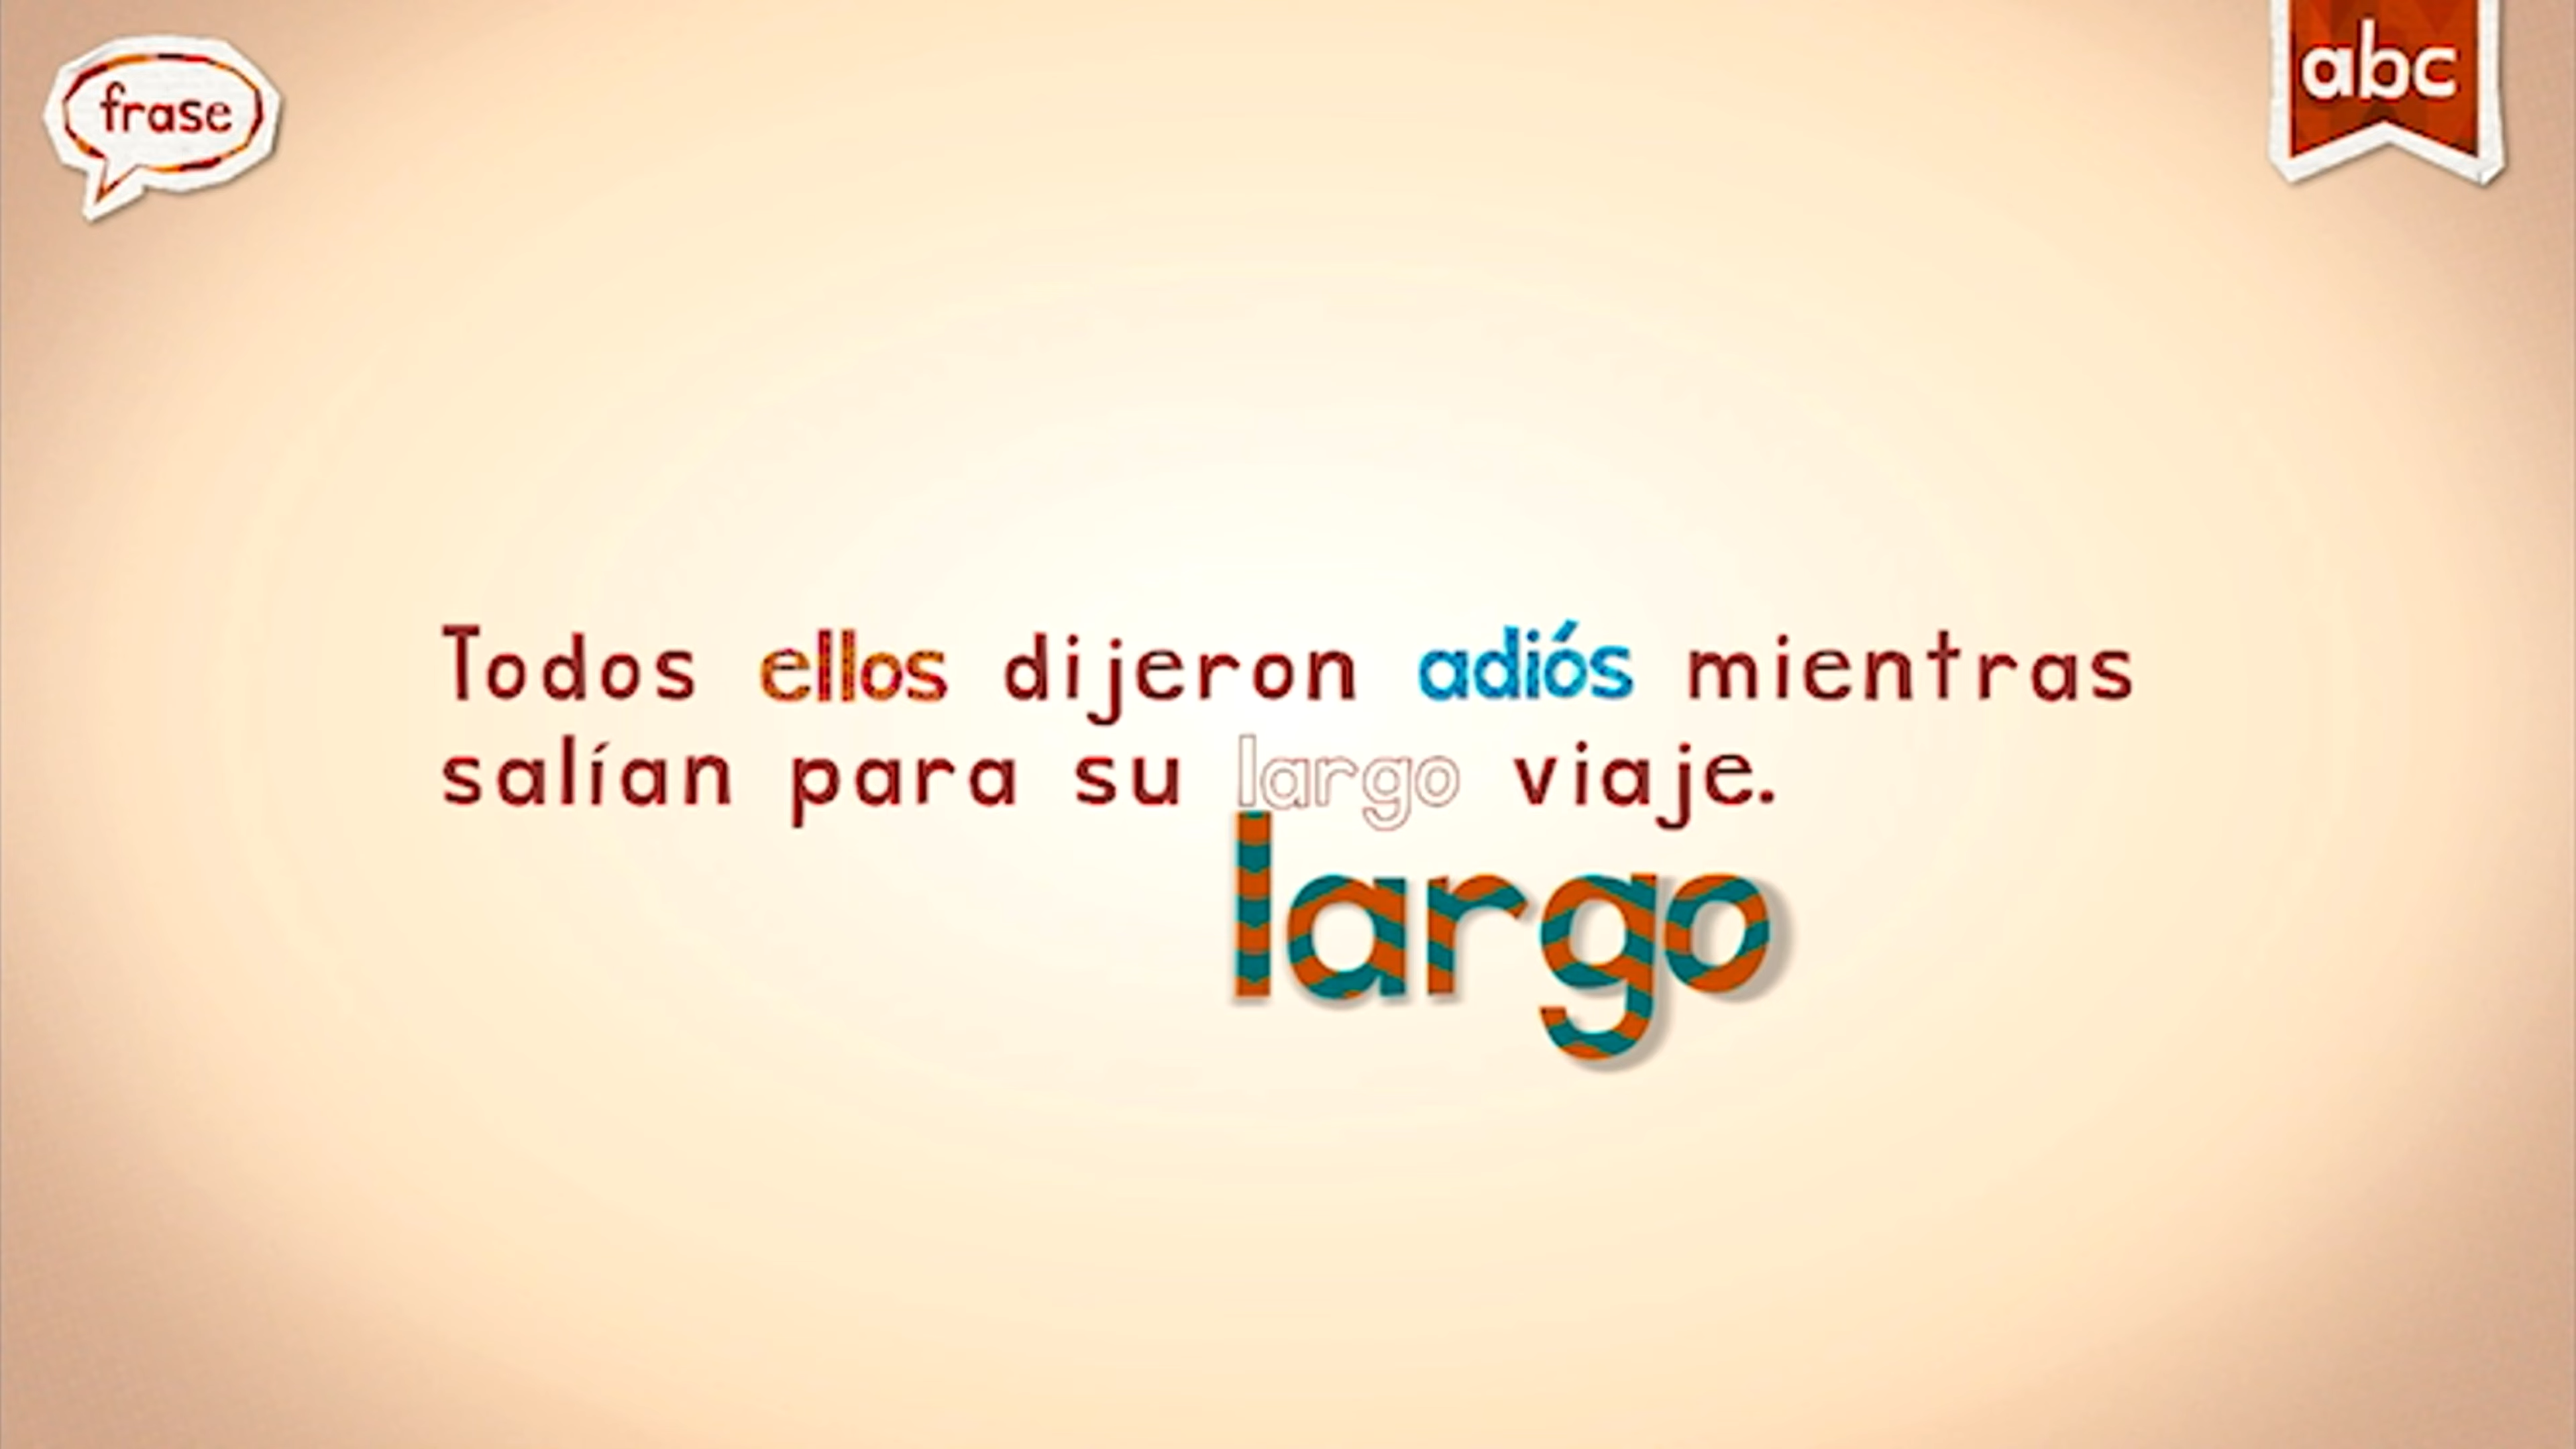 frase
abc
Todos ellos dijeron adiós mientras
salían para su largo viaje.
largo